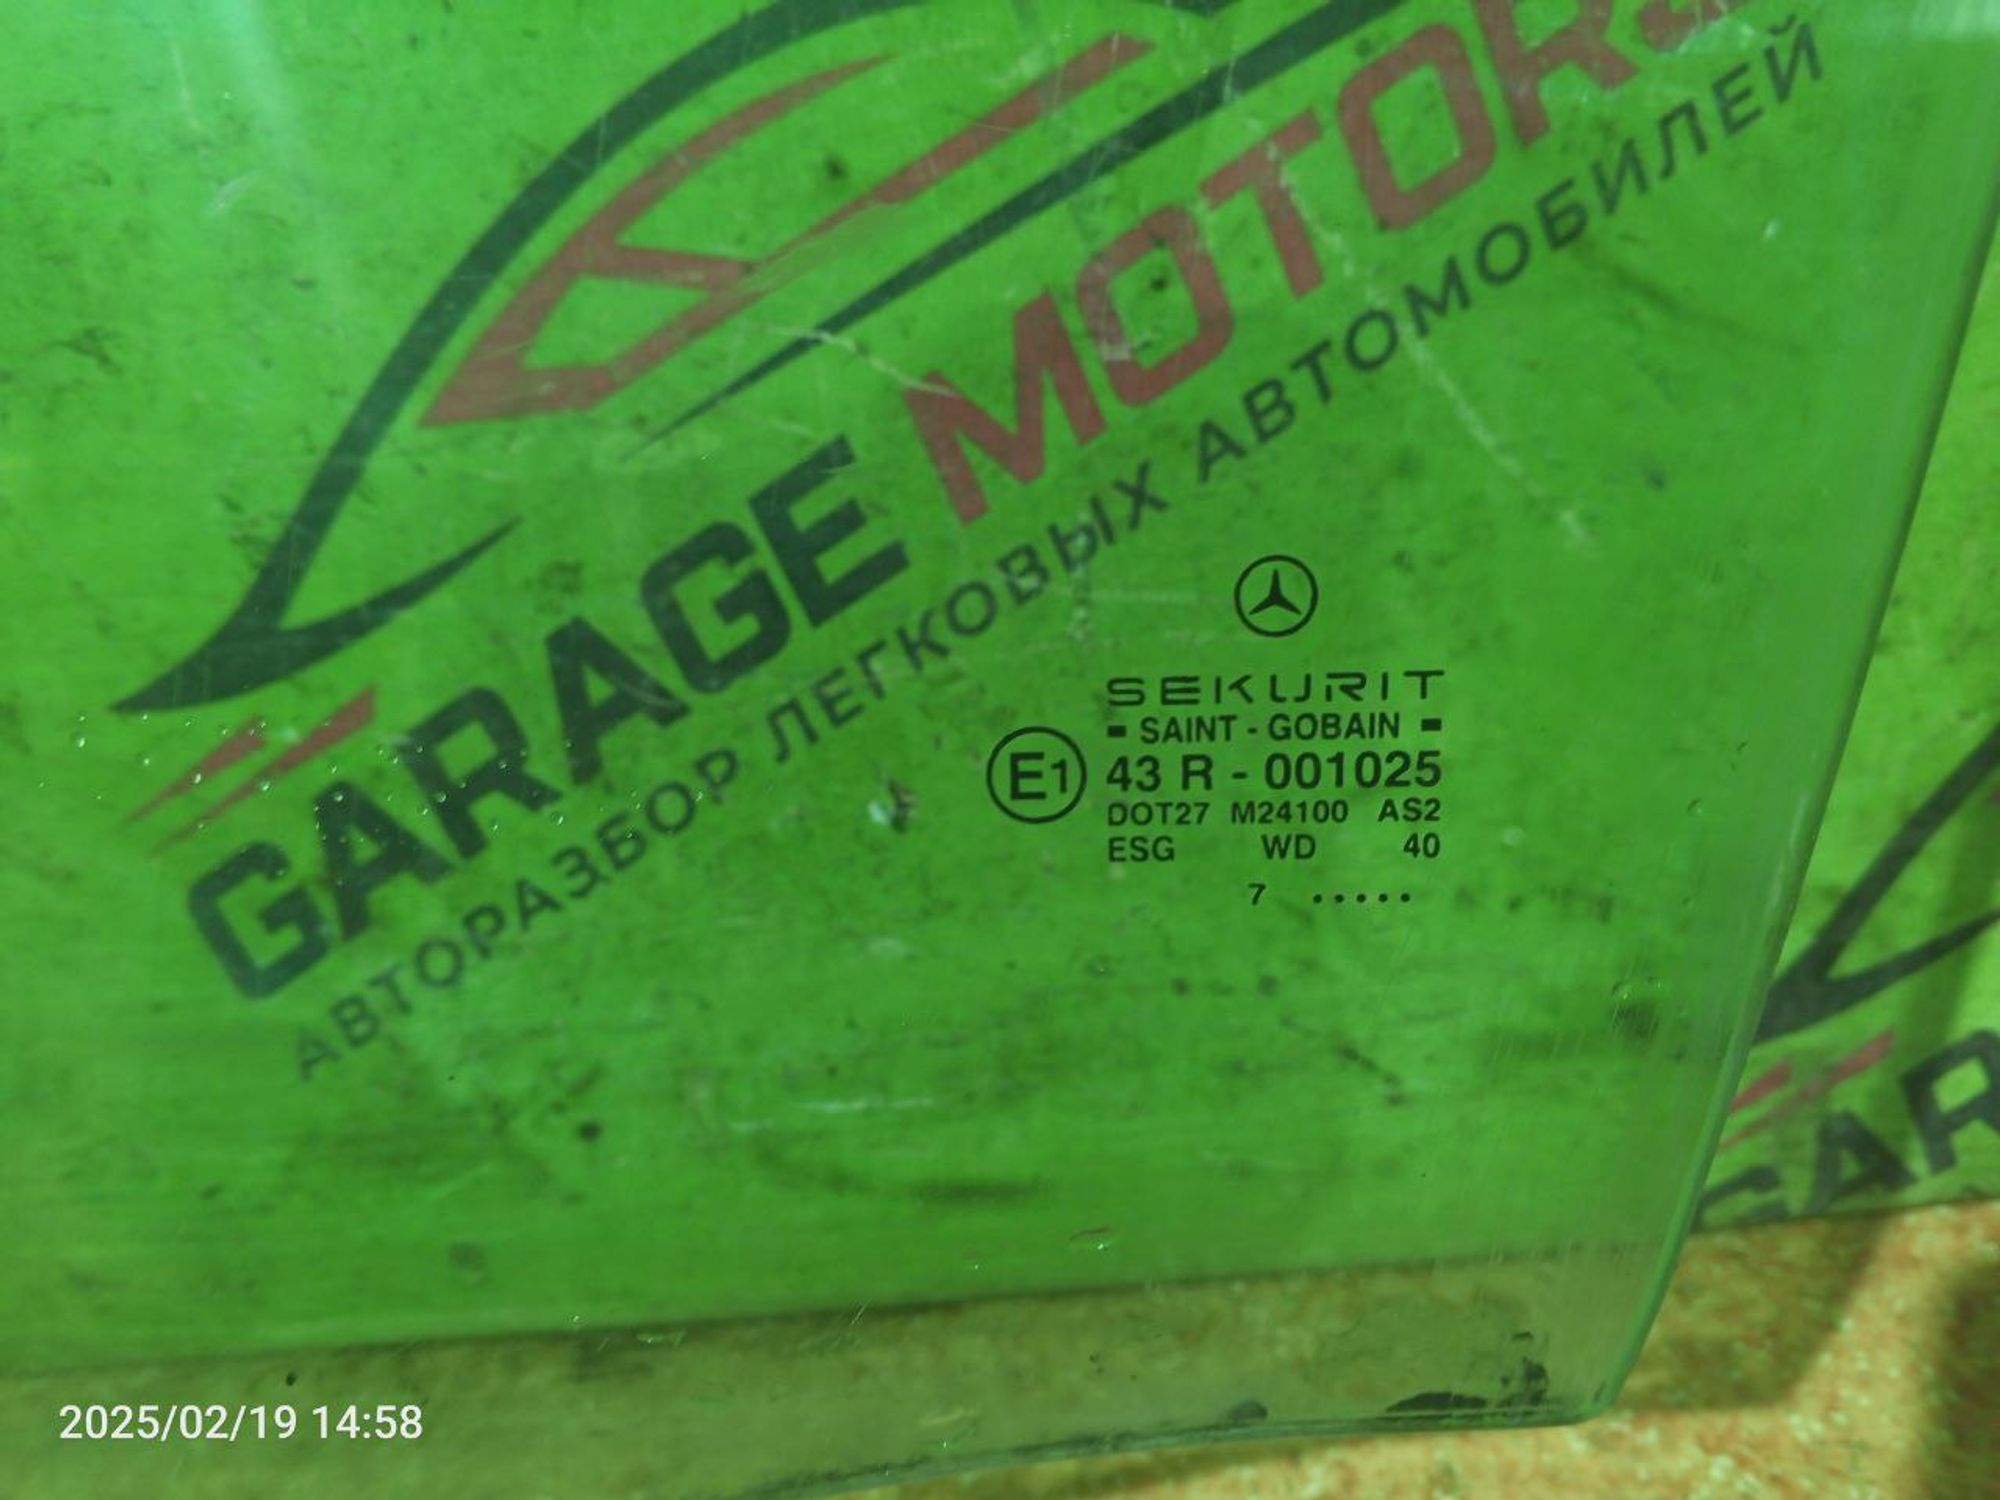 GARAGE MOTORS
АВТОРАЗБОР ЛЕГКОВЫХ АВТОМОБИЛЕЙ
SEKURIT
- SAINT - GOBAIN -
E1 43 R - 001025
DOT27 M24100 AS2
ESG WD 40
7 .....
GAR
2025/02/19 14:58